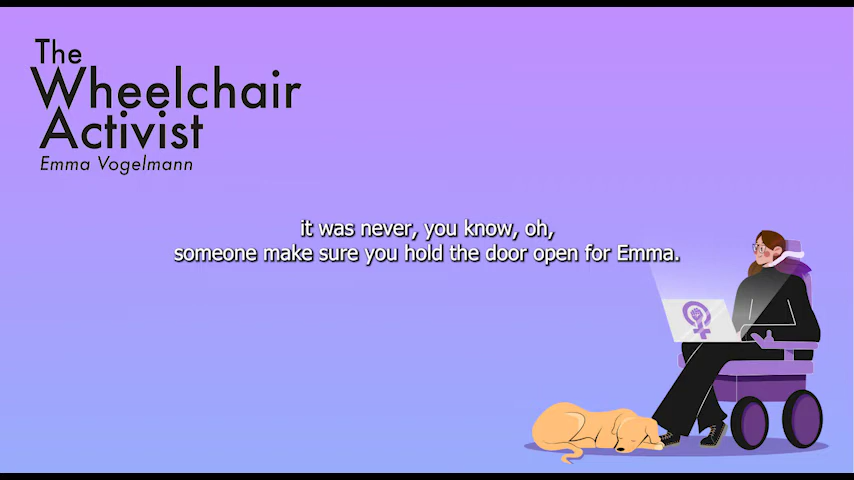 The
Wheelchair
Activist
Emma Vogelmann
it was never, you know, oh,
someone make sure you hold the door open for Emma.